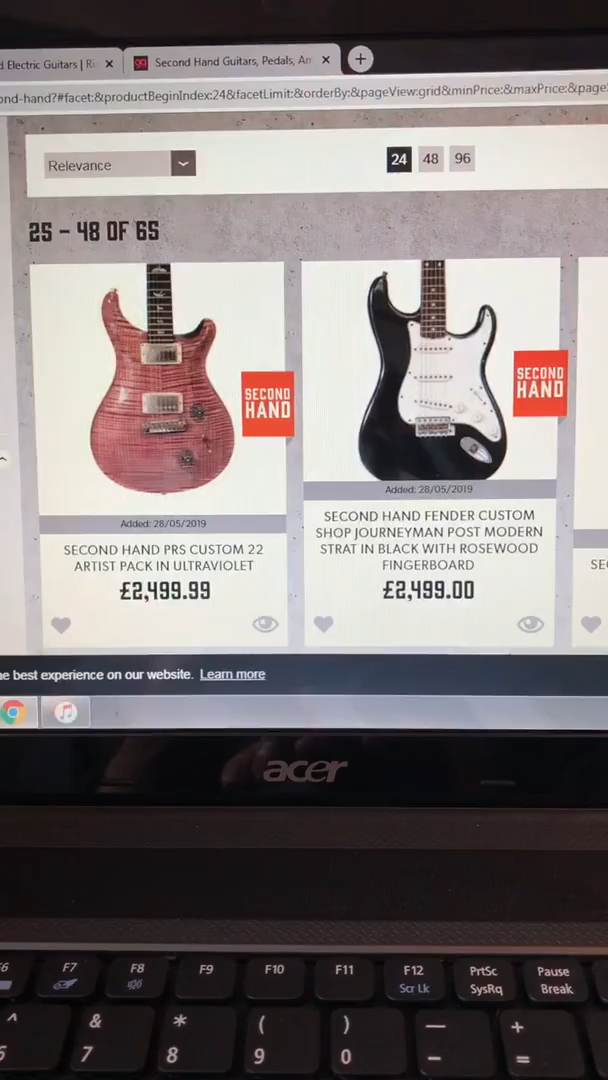 d Electric Guitars | Ri
Second Hand Guitars, Pedals, Am
ond-hand?#facet:&productBeginIndex:24&facetLimit:&orderBy:&pageView:grid&minPrice:&maxPrice:&page
Relevance
24 48 96
25 - 48 OF 65
SECOND
HAND
SECOND
HAND
Added: 28/05/2019
SECOND HAND PRS CUSTOM 22
ARTIST PACK IN ULTRAVIOLET
£2,499.99
Added: 28/05/2019
SECOND HAND FENDER CUSTOM
SHOP JOURNEYMAN POST MODERN
STRAT IN BLACK WITH ROSEWOOD
FINGERBOARD
£2,499.00
SE
he best experience on our website. Learn more
acer
F6 F7 F8 F9 F10 F11 F12 PrtSc Pause
Scr Lk SysRq Break
^ & * ( ) — +
6 7 8 9 0 - =